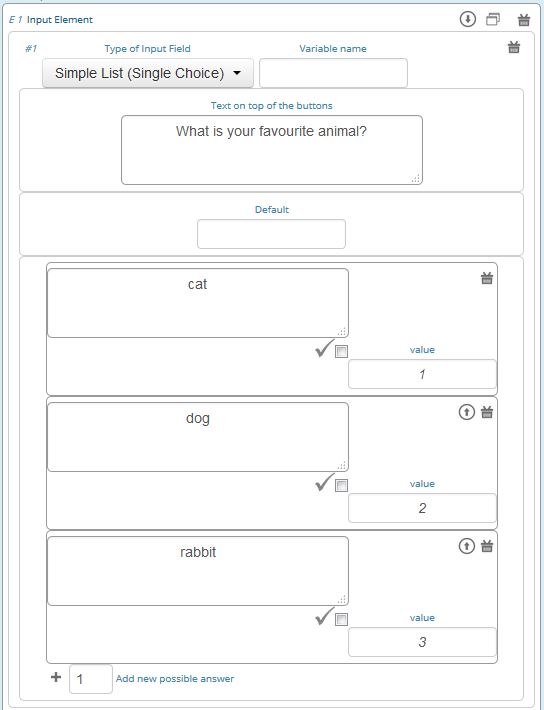 E 1 Input Element
#1 Type of Input Field Variable name
Simple List (Single Choice)
Text on top of the buttons
What is your favourite animal?
Default
cat
value
1
dog
value
2
rabbit
value
3
+ 1 Add new possible answer